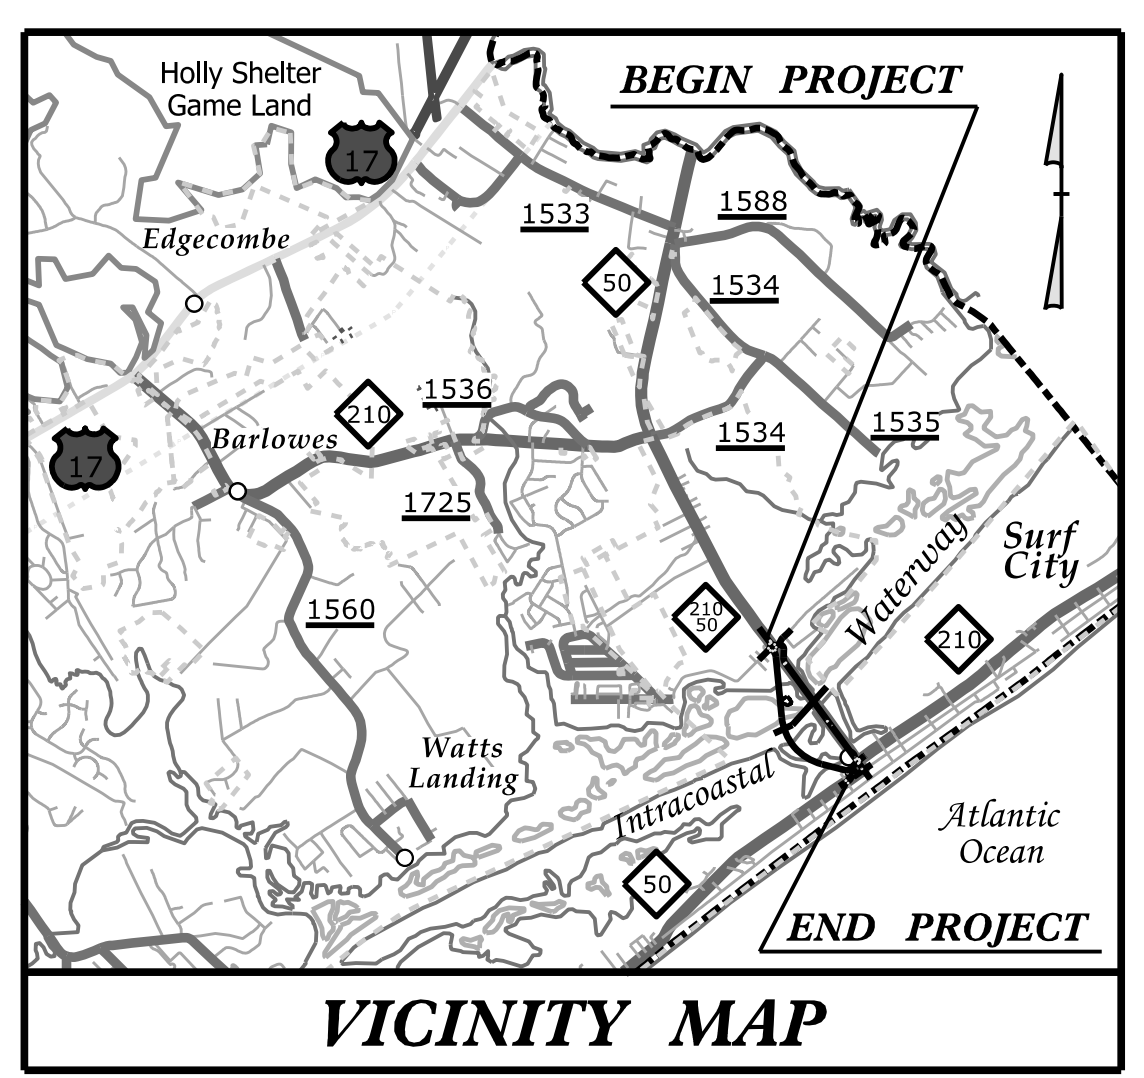 BEGIN PROJECT
Holly Shelter
Game Land
17
1588
1533
Edgecombe
50
1534
1536
210
1535
Barlowes
1534
17
1725
Surf
City
Waterway
1560
210
50
210
Watts
Landing
Intracoastal
Atlantic
Ocean
50
END PROJECT
VICINITY MAP